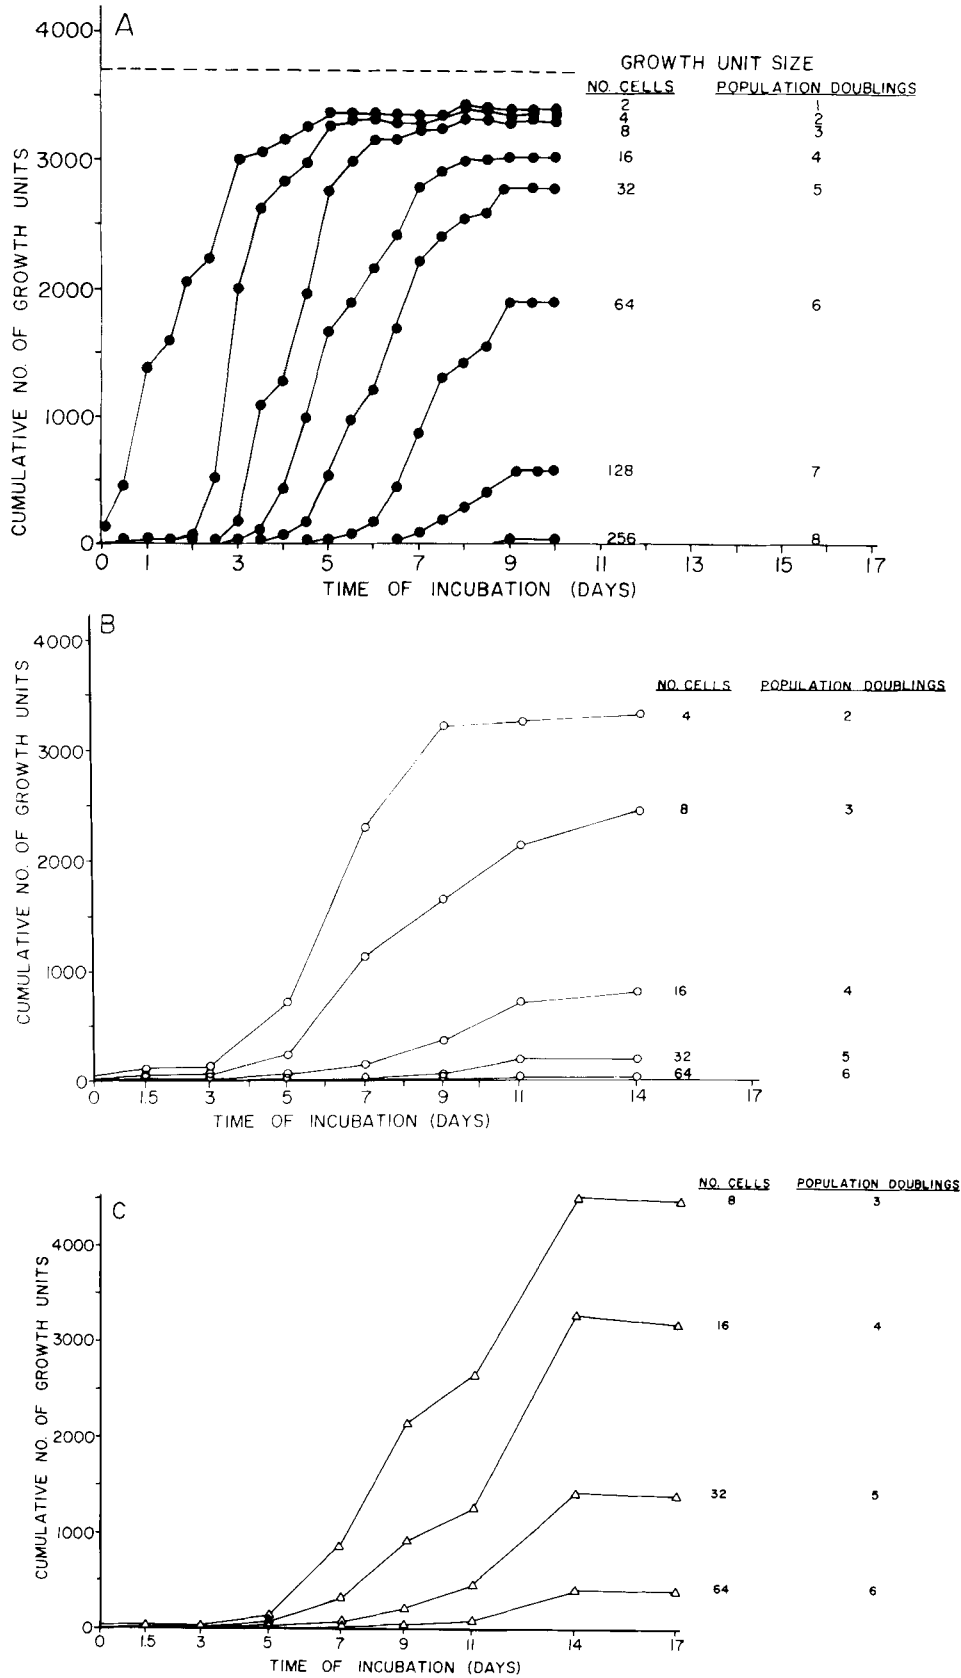 A
4000
3000
2000
1000
0
CUMULATIVE NO. OF GROWTH UNITS
GROWTH UNIT SIZE
NO. CELLS POPULATION DOUBLINGS
2 1
4 2
8 3
16 4
32 5
64 6
128 7
256 8
0 1 3 5 7 9 11 13 15 17
TIME OF INCUBATION (DAYS)
B
4000
3000
2000
1000
0
CUMULATIVE NO. OF GROWTH UNITS
NO. CELLS POPULATION DOUBLINGS
4 2
8 3
16 4
32 5
64 6
0 1.5 3 5 7 9 11 14 17
TIME OF INCUBATION (DAYS)
C
4000
3000
2000
1000
0
CUMULATIVE NO. OF GROWTH UNITS
NO. CELLS POPULATION DOUBLINGS
8 3
16 4
32 5
64 6
0 1.5 3 5 7 9 11 14 17
TIME OF INCUBATION (DAYS)